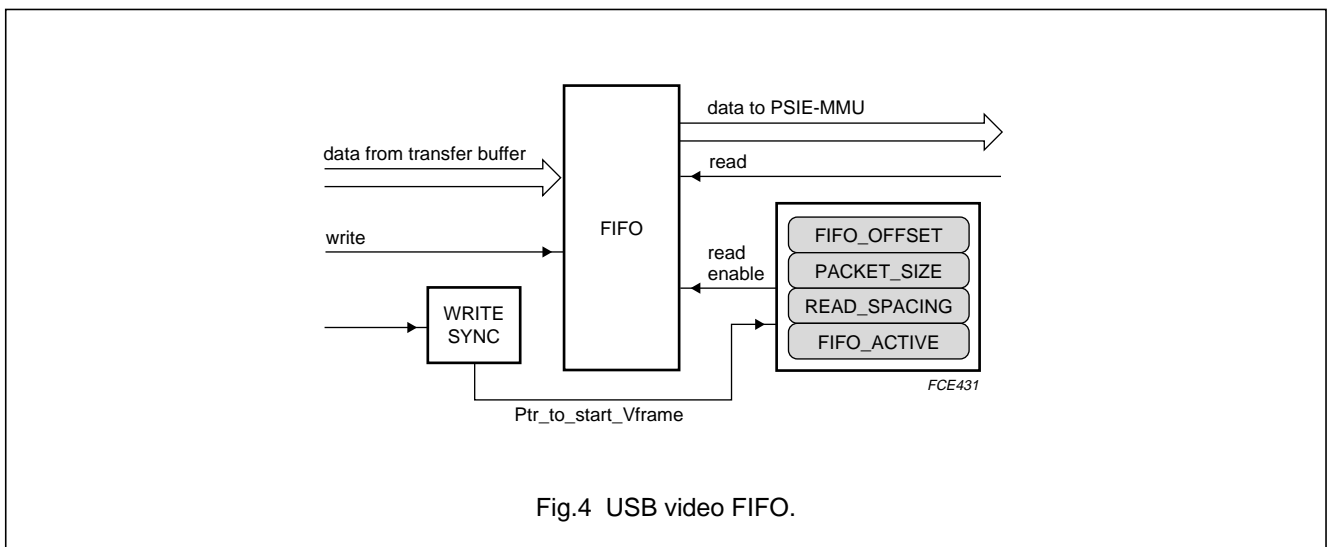 data to PSIE-MMU
data from transfer buffer
read
FIFO
write
read
enable
FIFO_OFFSET
PACKET_SIZE
READ_SPACING
FIFO_ACTIVE
WRITE
SYNC
FCE431
Ptr_to_start_Vframe
Fig.4 USB video FIFO.